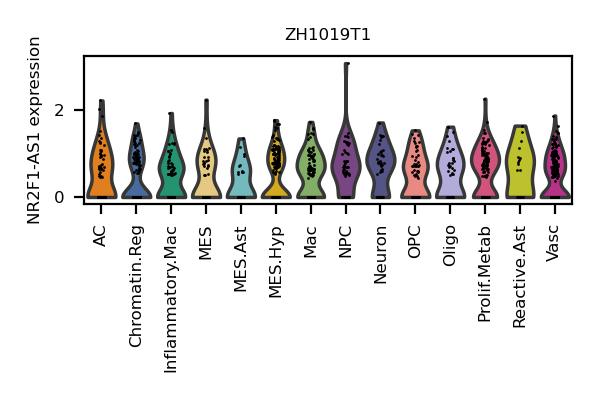 ZH1019T1
NR2F1-AS1 expression
2
0
AC
Chromatin.Reg
Inflammatory.Mac
MES
MES.Ast
MES.Hyp
Mac
NPC
Neuron
OPC
Oligo
Prolif.Metab
Reactive.Ast
Vasc